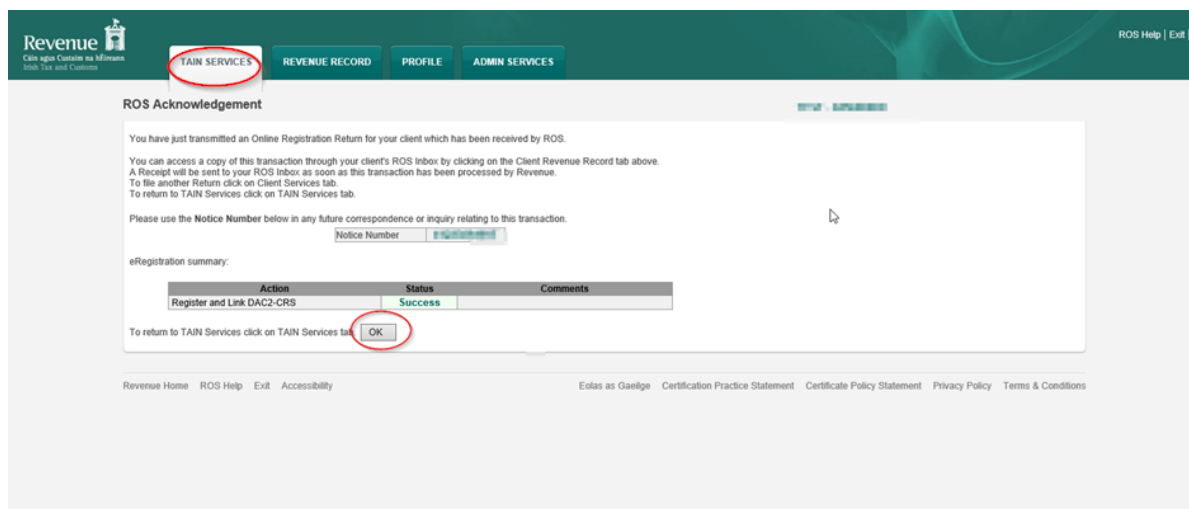 Revenue
Cáin agus Custaim na hÉireann
Irish Tax and Customs
TAIN SERVICES
REVENUE RECORD
PROFILE
ADMIN SERVICES
ROS Help | Exit |
ROS Acknowledgement
You have just transmitted an Online Registration Return for your client which has been received by ROS.
You can access a copy of this transaction through your client's ROS Inbox by clicking on the Client Revenue Record tab above.
A Receipt will be sent to your ROS Inbox as soon as this transaction has been processed by Revenue.
To file another Return click on Client Services tab.
To return to TAIN Services click on TAIN Services tab.
Please use the Notice Number below in any future correspondence or inquiry relating to this transaction.
Notice Number
eRegistration summary:
Action Status Comments
Register and Link DAC2-CRS Success
To return to TAIN Services click on TAIN Services tab OK
Revenue Home ROS Help Exit Accessibility Eolas as Gaeilge Certification Practice Statement Certificate Policy Statement Privacy Policy Terms & Conditions